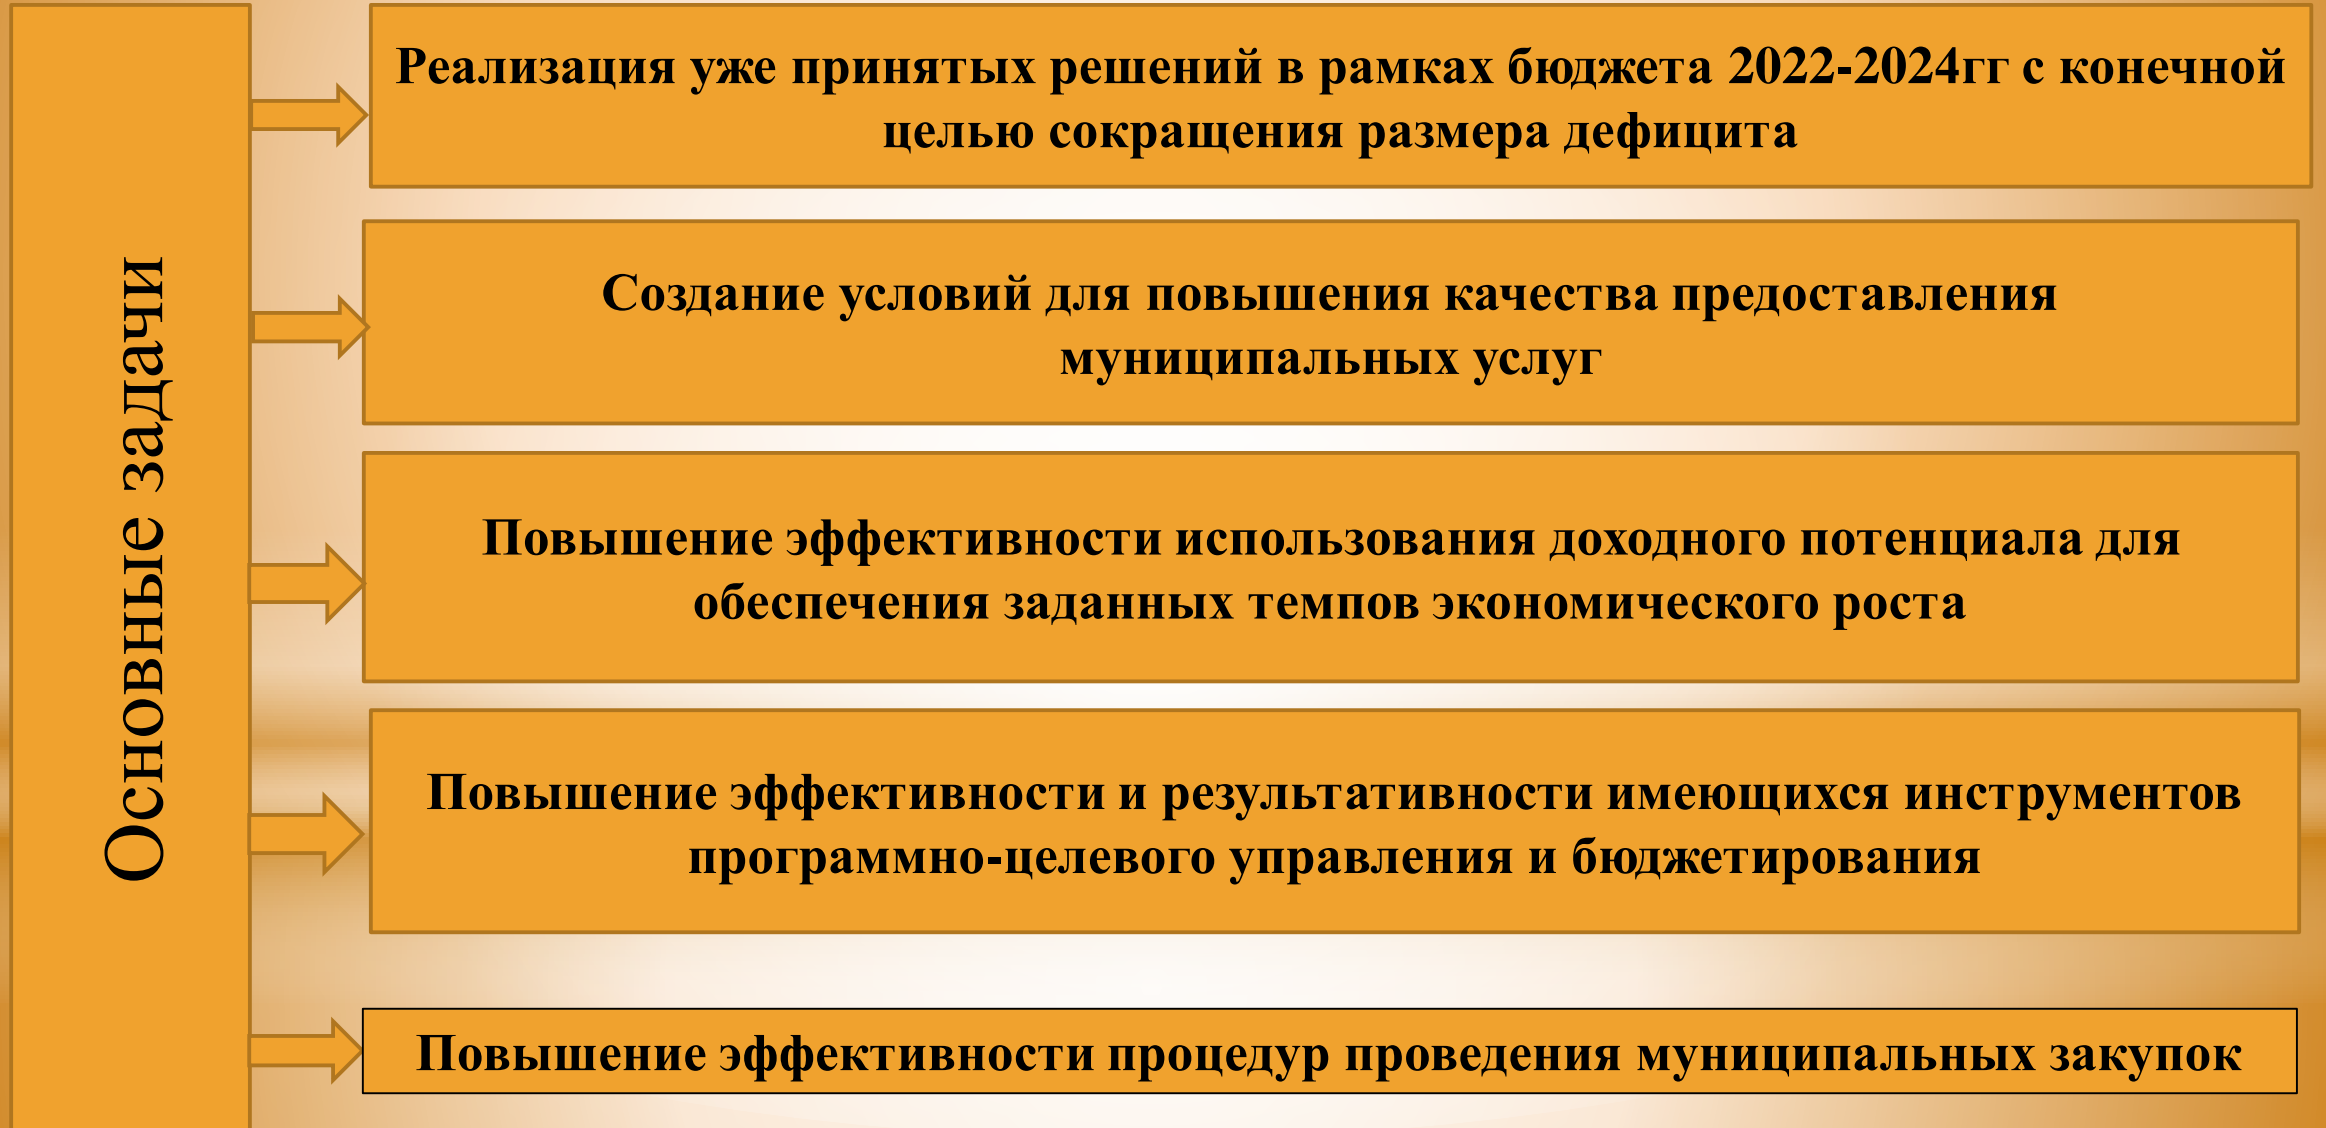 Основные задачи
Реализация уже принятых решений в рамках бюджета 2022-2024гг с конечной
целью сокращения размера дефицита
Создание условий для повышения качества предоставления
муниципальных услуг
Повышение эффективности использования доходного потенциала для
обеспечения заданных темпов экономического роста
Повышение эффективности и результативности имеющихся инструментов
программно-целевого управления и бюджетирования
Повышение эффективности процедур проведения муниципальных закупок